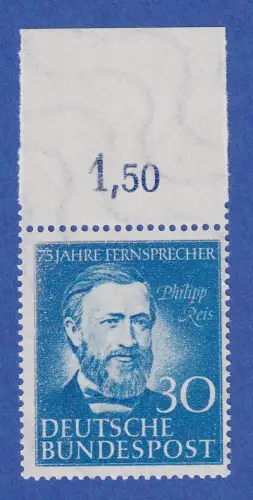 1,50
75 JAHRE FERNSPRECHER
Philipp
Reis
30
DEUTSCHE
BUNDESPOST